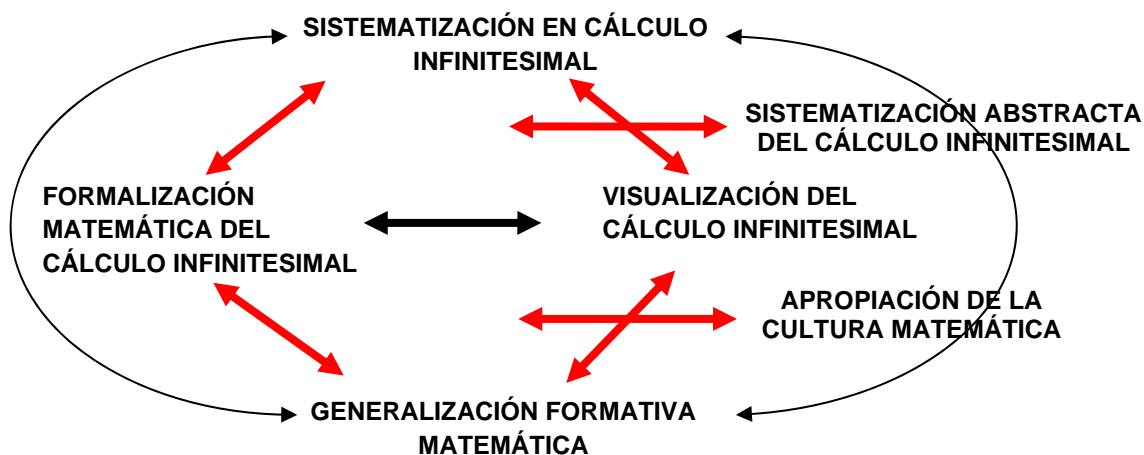 SISTEMATIZACIÓN EN CÁLCULO
INFINITESIMAL
SISTEMATIZACIÓN ABSTRACTA
DEL CÁLCULO INFINITESIMAL
FORMALIZACIÓN
MATEMÁTICA DEL
CÁLCULO INFINITESIMAL
VISUALIZACIÓN DEL
CÁLCULO INFINITESIMAL
APROPIACIÓN DE LA
CULTURA MATEMÁTICA
GENERALIZACIÓN FORMATIVA
MATEMÁTICA